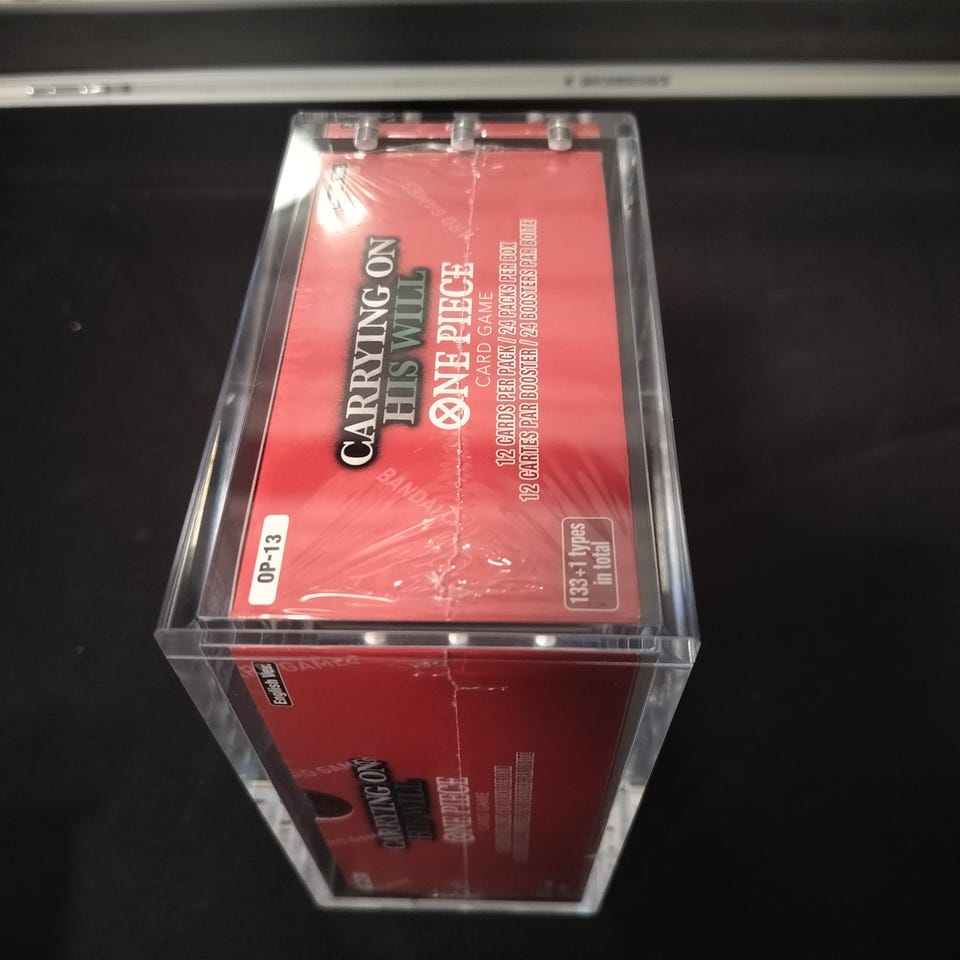 CARRYING ON
HIS WILL
ONE PIECE
CARD GAME
12 CARDS PER PACK / 24 PACKS PER BOX
12 CARTES PAR BOOSTER / 24 BOOSTERS PAR BOITE
OP-13
133+1 types
in total
BANDAI
CARD GAMES
English Ver.
CARRYING ON
HIS WILL
ONE PIECE
CARD GAME